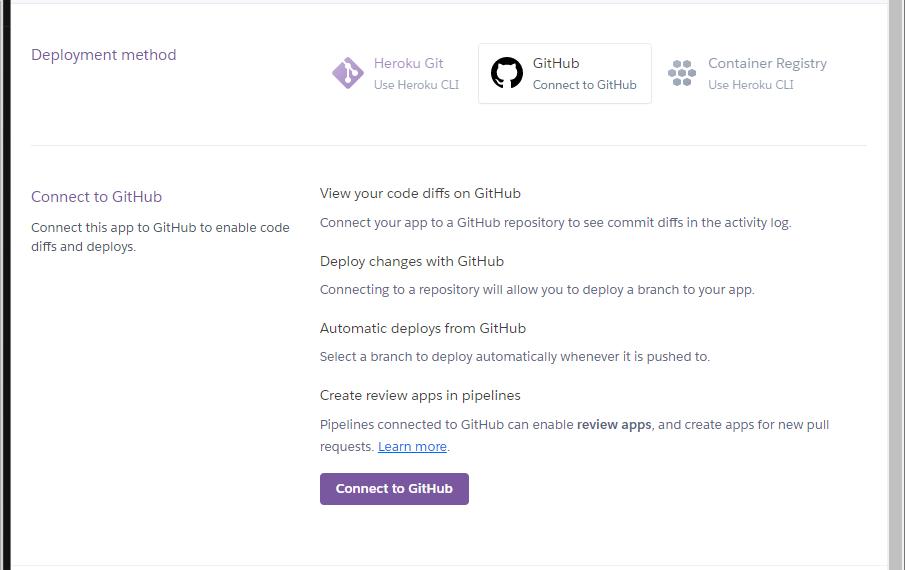 Deployment method
Heroku Git
Use Heroku CLI
GitHub
Connect to GitHub
Container Registry
Use Heroku CLI
Connect to GitHub
Connect this app to GitHub to enable code
diffs and deploys.
View your code diffs on GitHub
Connect your app to a GitHub repository to see commit diffs in the activity log.
Deploy changes with GitHub
Connecting to a repository will allow you to deploy a branch to your app.
Automatic deploys from GitHub
Select a branch to deploy automatically whenever it is pushed to.
Create review apps in pipelines
Pipelines connected to GitHub can enable review apps, and create apps for new pull
requests. Learn more.
Connect to GitHub